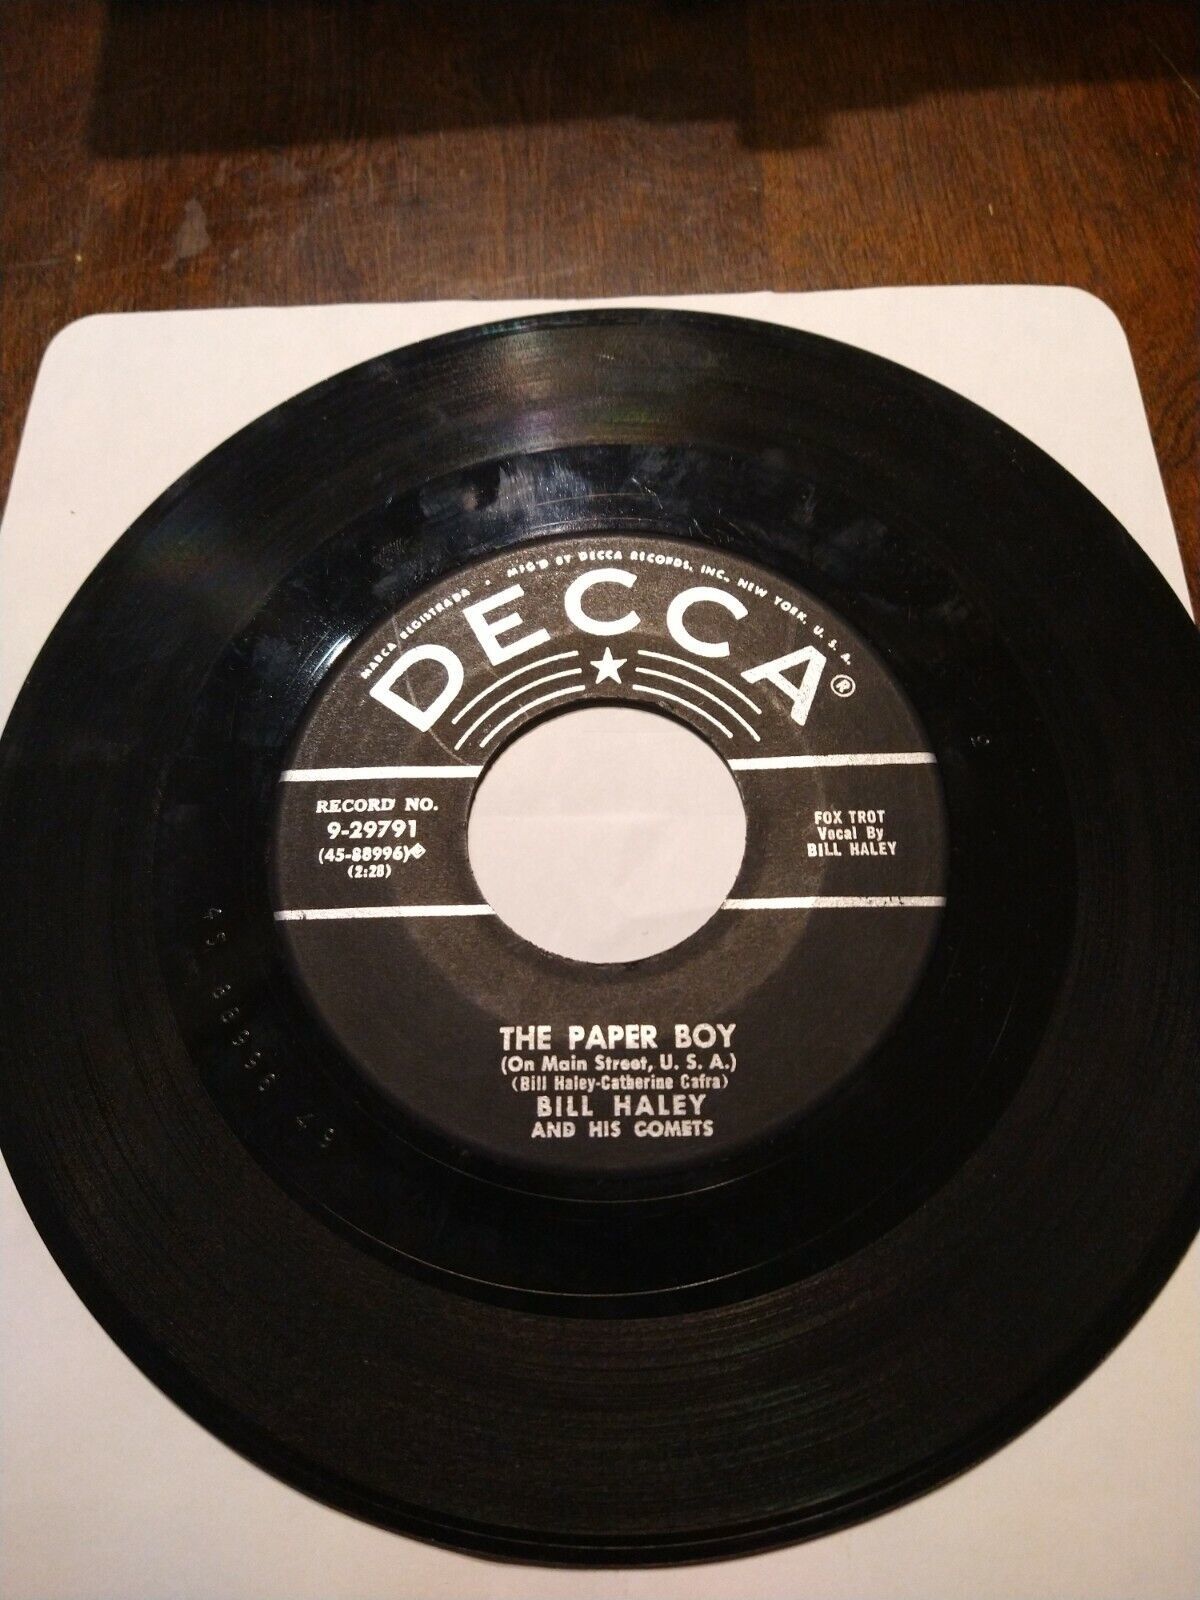 MARCA REGISTRADA • MFG'D BY DECCA RECORDS, INC., NEW YORK, U. S. A.
DECCA®
RECORD NO.
9-29791
(45-88996)
(2:28)
FOX TROT
Vocal By
BILL HALEY
THE PAPER BOY
(On Main Street, U. S. A.)
(Bill Haley-Catherine Cafra)
BILL HALEY
AND HIS COMETS